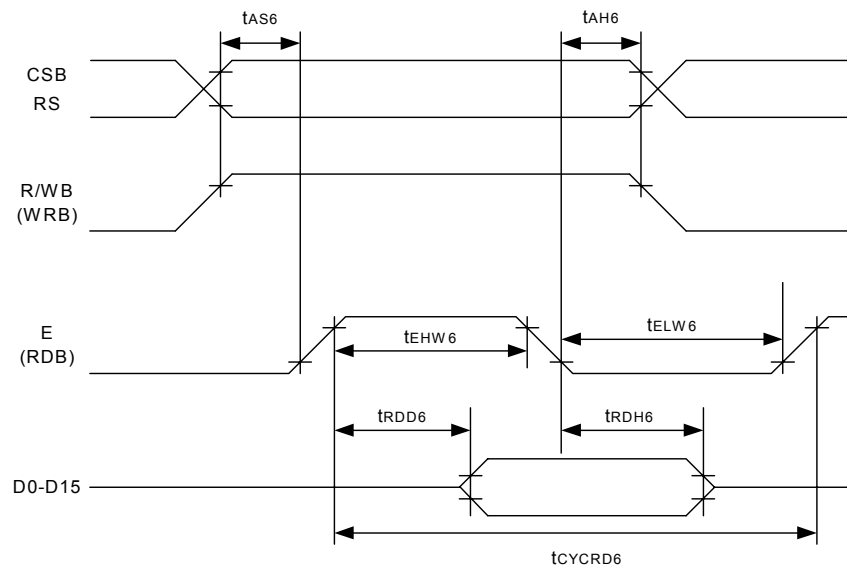 tAS6
tAH6
CSB
RS
R/WB
(WRB)
E
(RDB)
tEHW6
tELW6
tRDD6
tRDH6
D0-D15
tCYCRD6